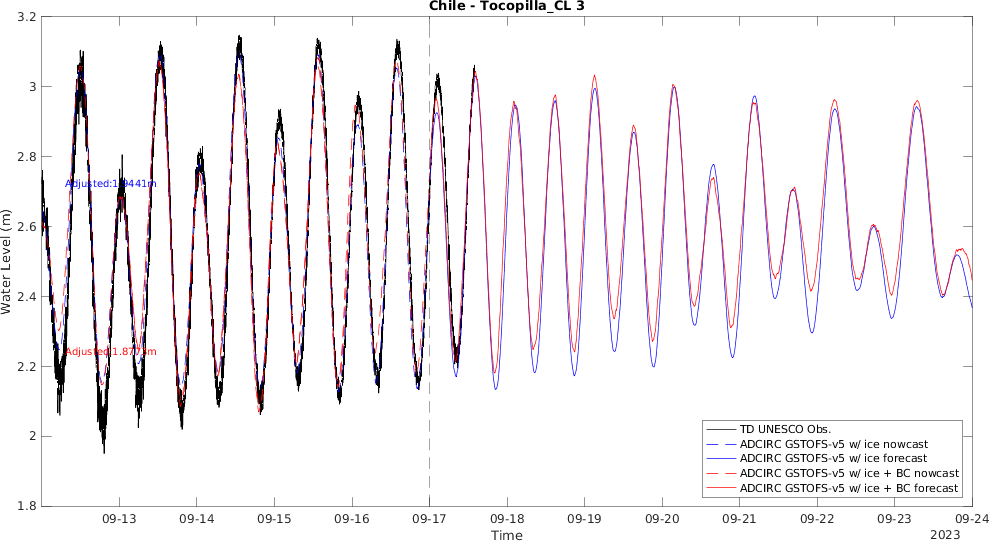 Chile - Tocopilla_CL 3
3.2
3
2.8
2.6
2.4
2.2
2
1.8
Water Level (m)
Adjusted:1.9441m
09-13
09-14
09-15
09-16
09-17
09-18
09-19
09-20
09-21
09-22
09-23
09-24
Time
2023
TD UNESCO Obs.
ADCIRC GSTOFS-v5 w/ ice nowcast
ADCIRC GSTOFS-v5 w/ ice forecast
ADCIRC GSTOFS-v5 w/ ice + BC nowcast
ADCIRC GSTOFS-v5 w/ ice + BC forecast